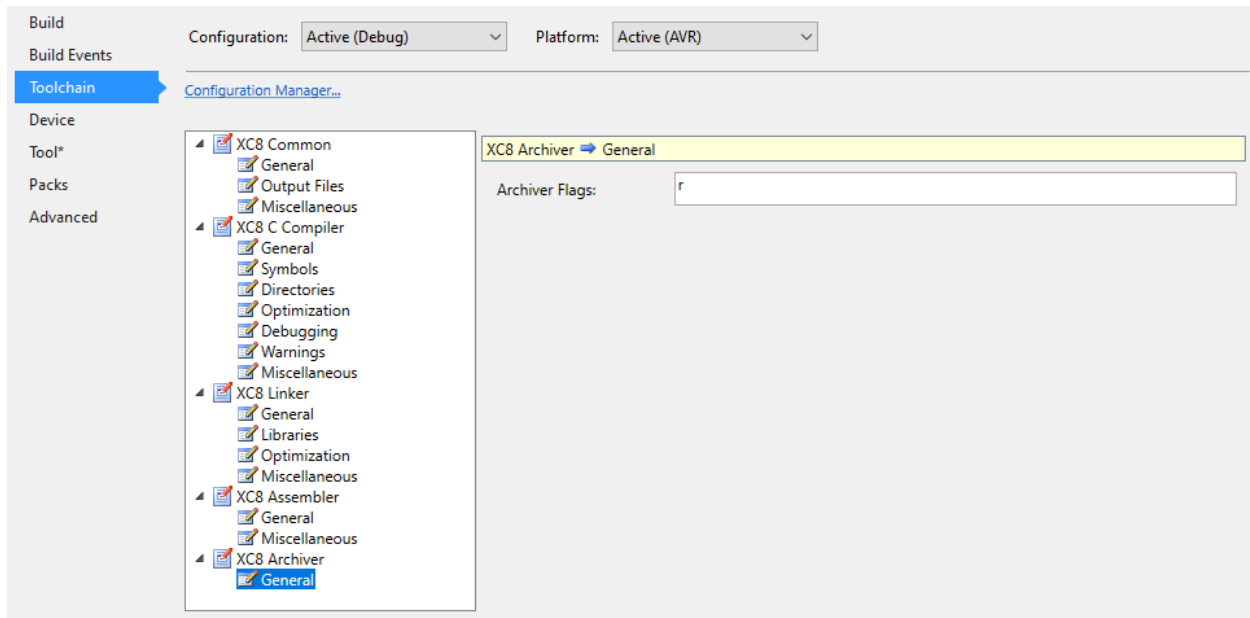 Build
Build Events
Toolchain
Device
Tool*
Packs
Advanced
Configuration: Active (Debug) Platform: Active (AVR)
Configuration Manager...
XC8 Common
General
Output Files
Miscellaneous
XC8 C Compiler
General
Symbols
Directories
Optimization
Debugging
Warnings
Miscellaneous
XC8 Linker
General
Libraries
Optimization
Miscellaneous
XC8 Assembler
General
Miscellaneous
XC8 Archiver
General
XC8 Archiver ➡ General
Archiver Flags: r